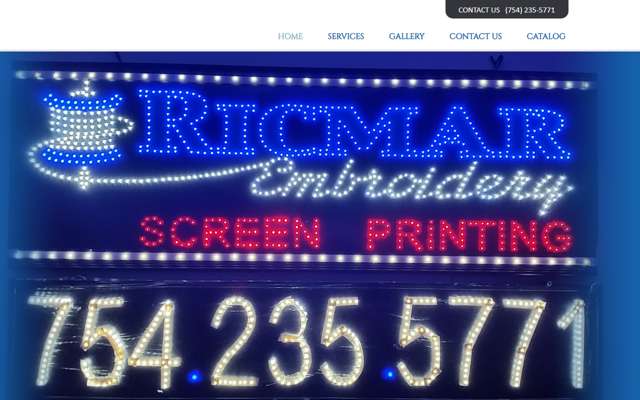 CONTACT US (754) 235-5771
HOME SERVICES GALLERY CONTACT US CATALOG
RICMAR
Embroidery
SCREEN PRINTING
754.235.5771